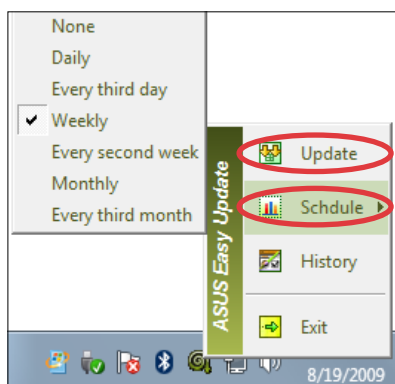 None
Daily
Every third day
Weekly
Every second week
Monthly
Every third month
ASUS Easy Update
Update
Schdule
History
Exit
8/19/2009